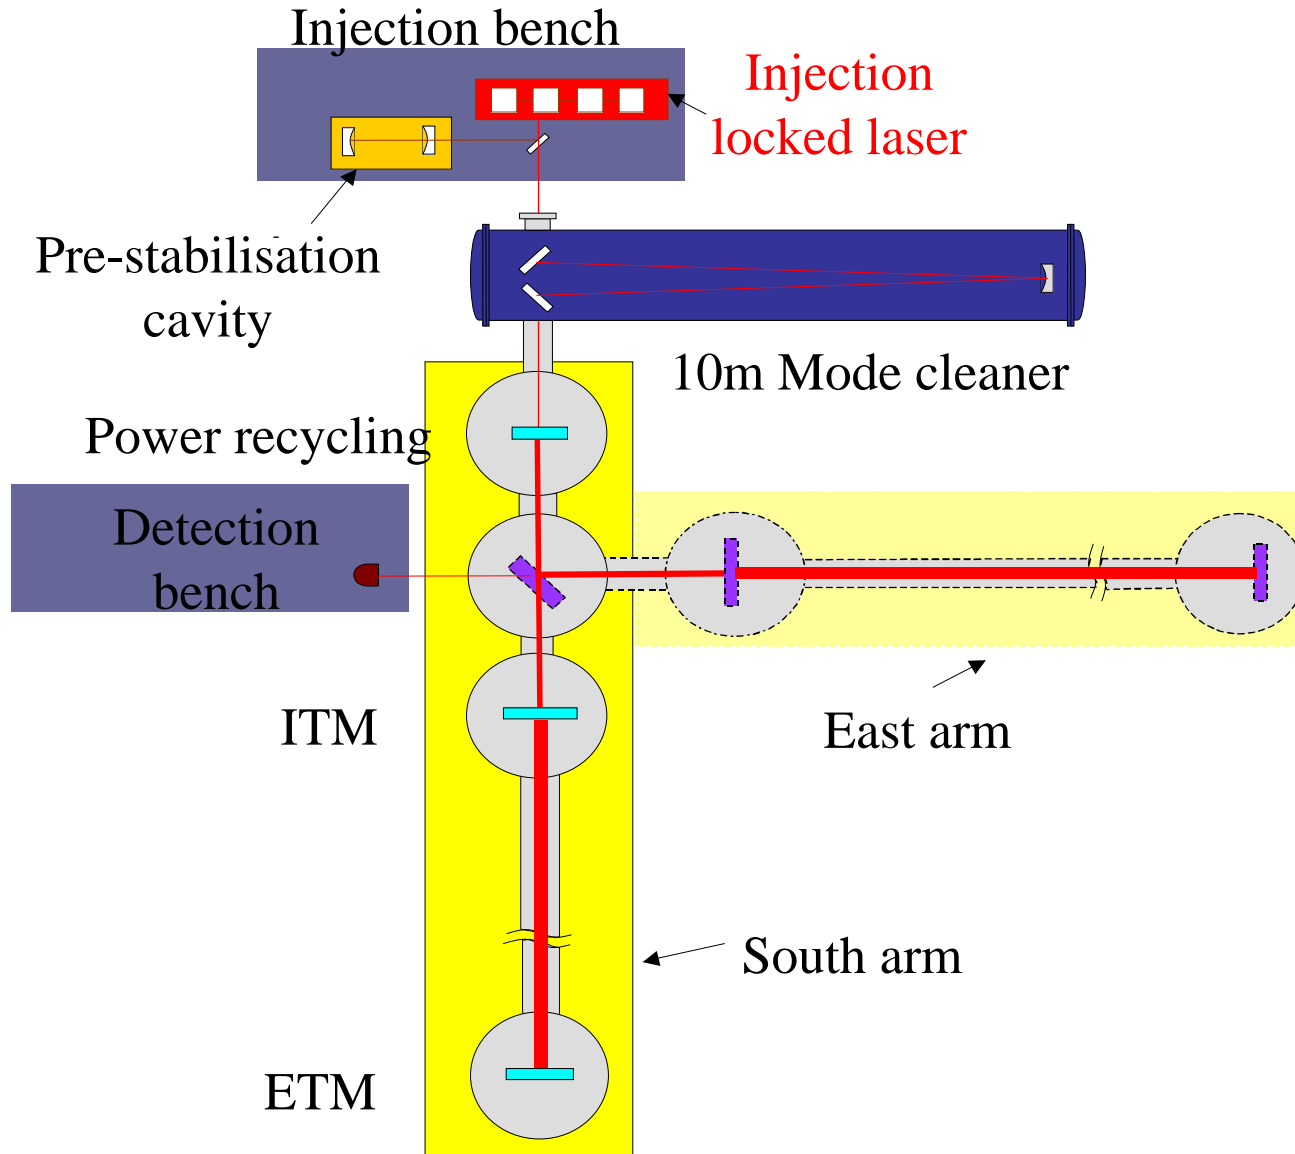 Injection bench
Injection
locked laser
Pre-stabilisation
cavity
10m Mode cleaner
Power recycling
Detection
bench
ITM
East arm
South arm
ETM